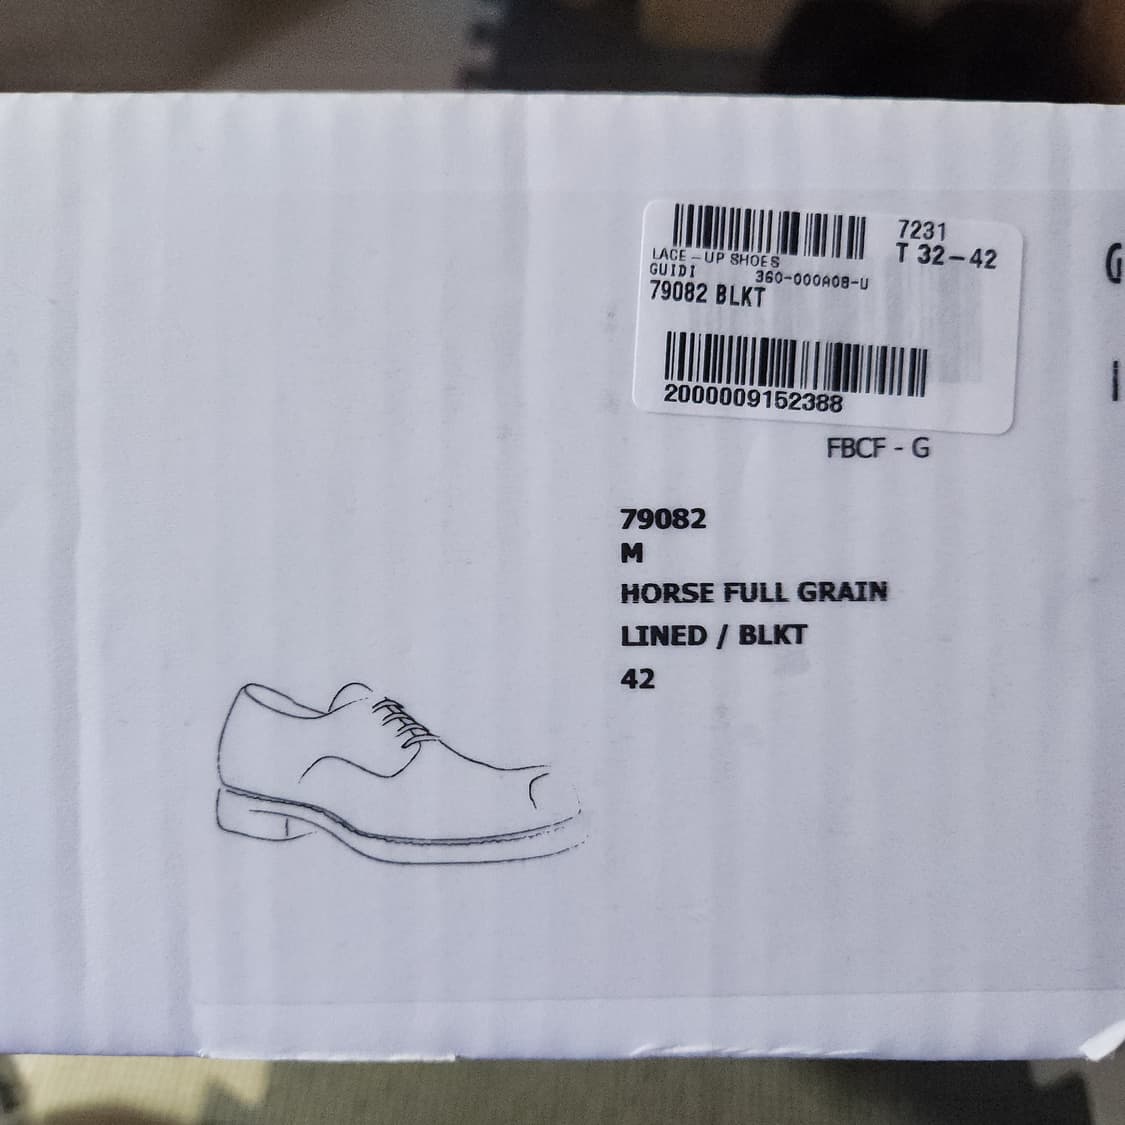 7231
T 32-42
LACE-UP SHOES
GUIDI 360-000A08-U
79082 BLKT
2000009152388
FBCF - G
79082
M
HORSE FULL GRAIN
LINED / BLKT
42
G